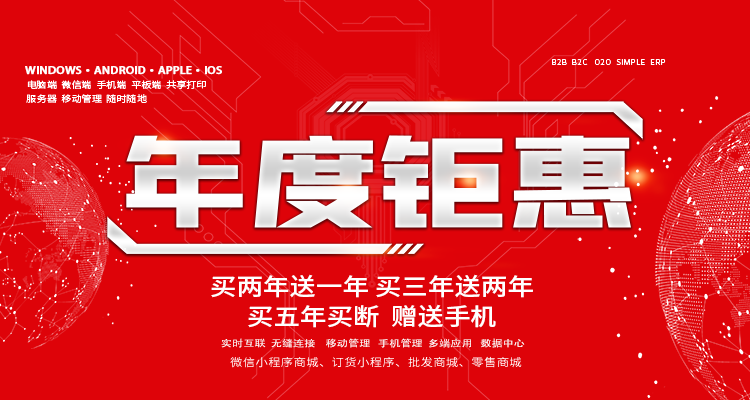 WINDOWS・ANDROID・APPLE・IOS
电脑端 微信端 手机端 平板端 共享打印
服务器 移动管理 随时随地
B2B B2C O2O SIMPLE ERP
年度钜惠
买两年送一年 买三年送两年
买五年买断 赠送手机
实时互联 无缝连接 移动管理 手机管理 多端应用 数据中心
微信小程序商城、订货小程序、批发商城、零售商城